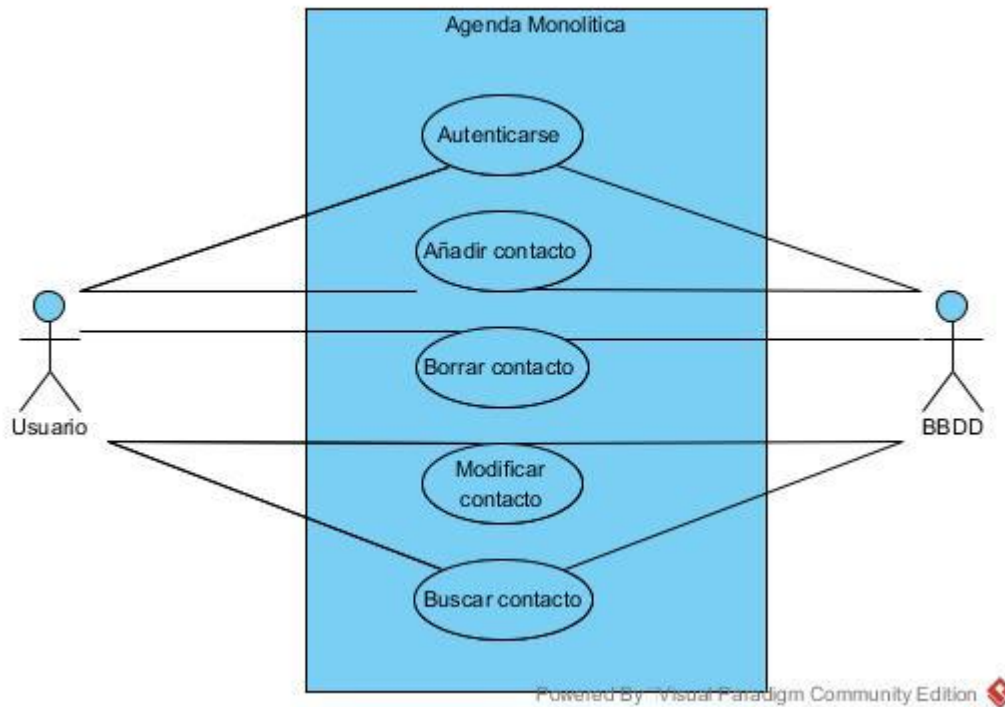 Agenda Monolitica
Autenticarse
Añadir contacto
Borrar contacto
Usuario
BBDD
Modificar
contacto
Buscar contacto
Powered By Visual Paradigm Community Edition